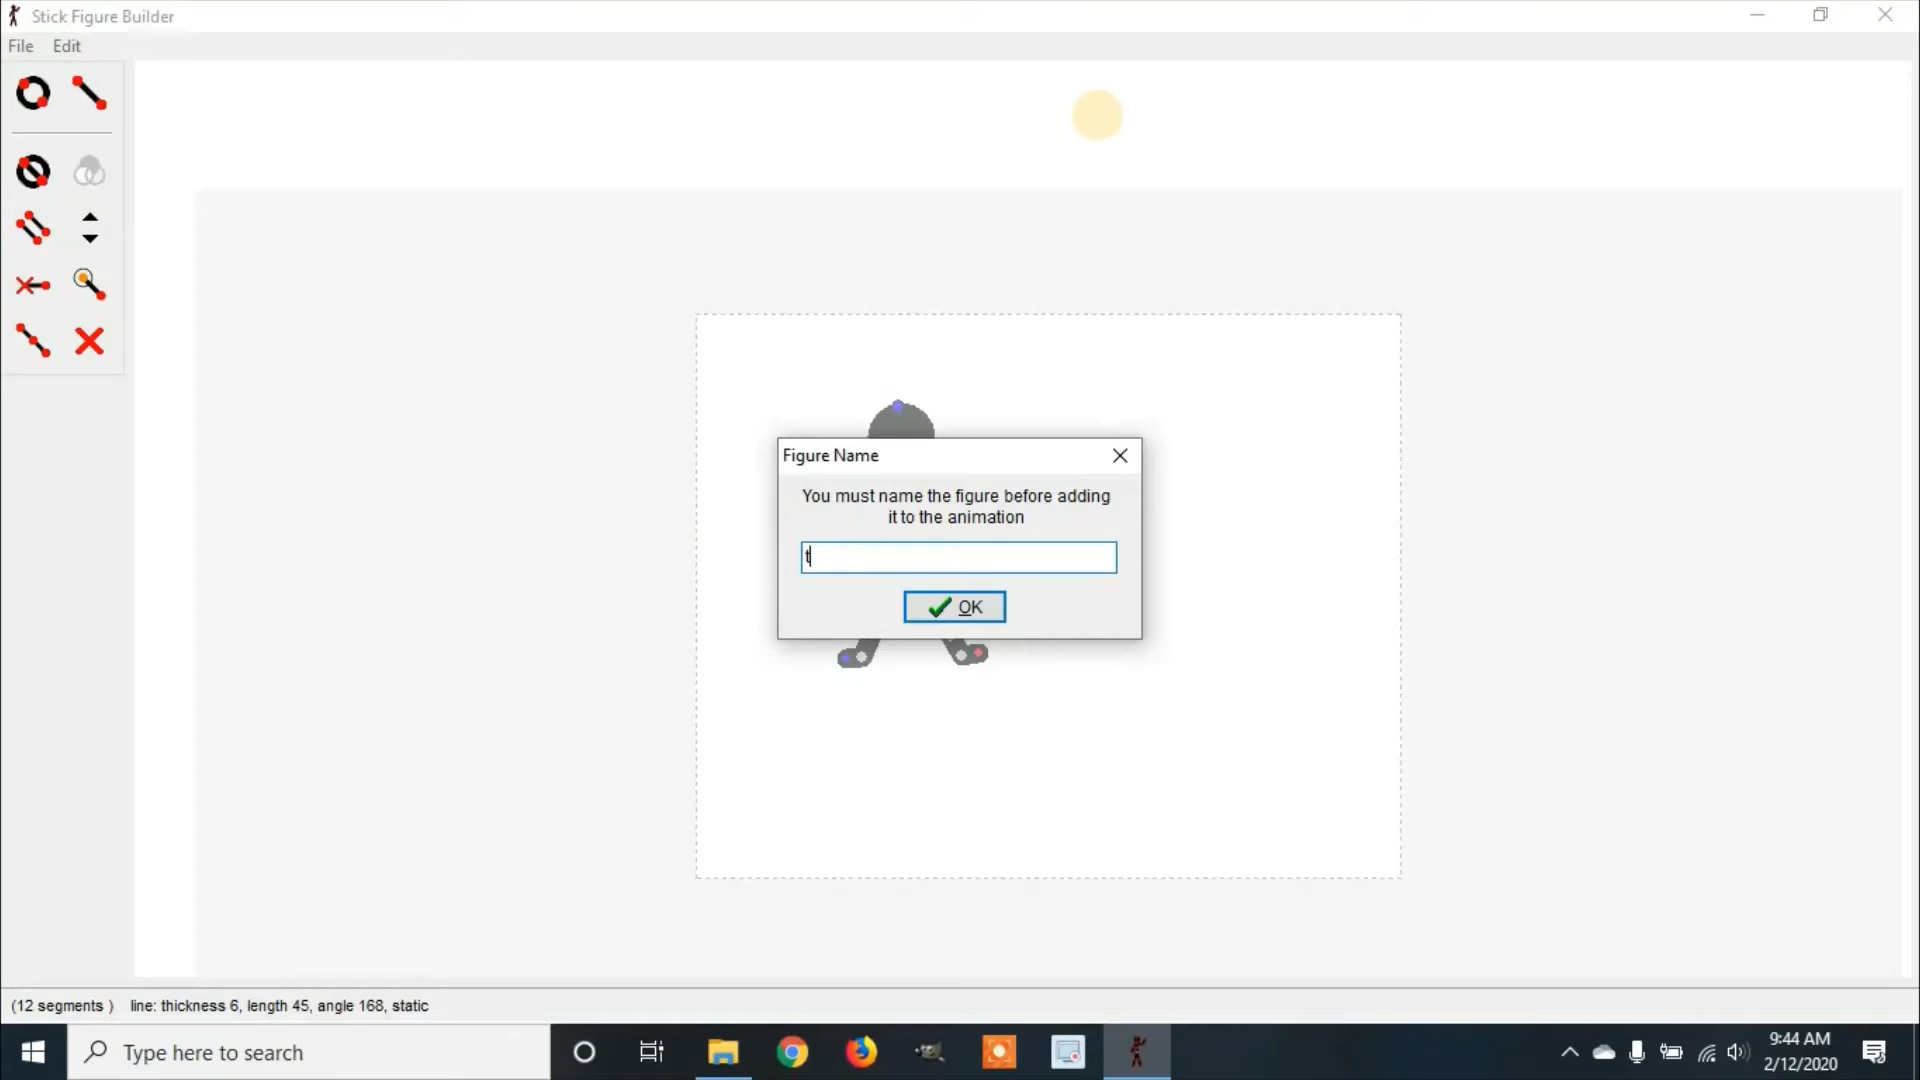 Stick Figure Builder
File Edit
Figure Name
You must name the figure before adding
it to the animation
t
OK
(12 segments ) line: thickness 6, length 45, angle 168, static
Type here to search
9:44 AM
2/12/2020